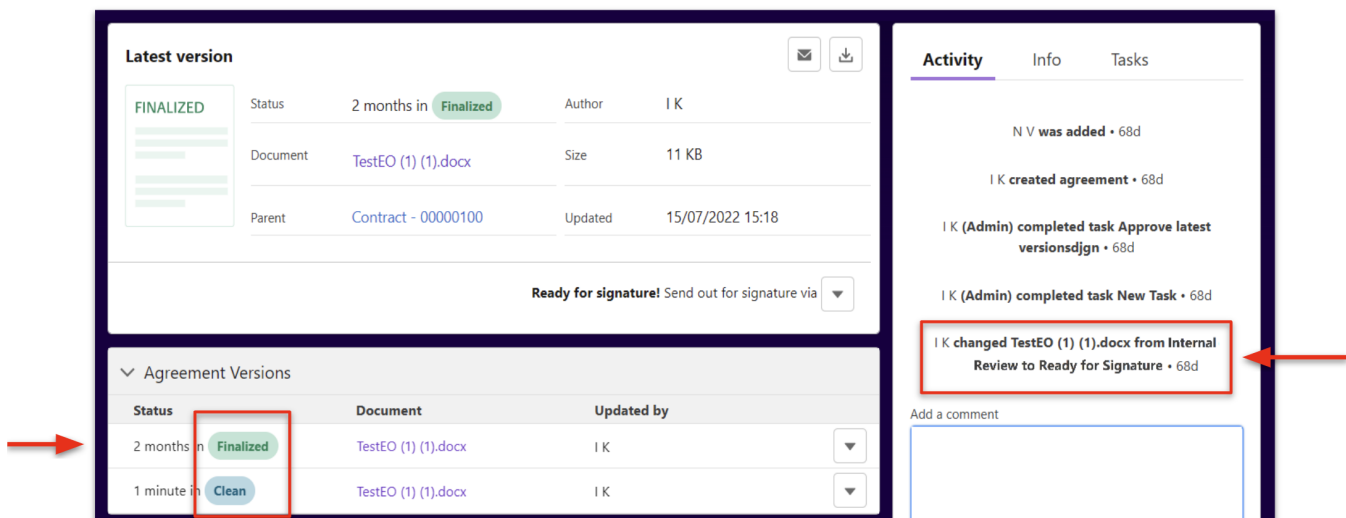 Latest version
FINALIZED
Status
2 months in Finalized
Author
I K
Document
TestEO (1) (1).docx
Size
11 KB
Parent
Contract - 00000100
Updated
15/07/2022 15:18
Ready for signature! Send out for signature via
Agreement Versions
Status Document Updated by
2 months in Finalized TestEO (1) (1).docx I K
1 minute in Clean TestEO (1) (1).docx I K
Activity Info Tasks
N V was added • 68d
I K created agreement • 68d
I K (Admin) completed task Approve latest
versionsdjgn • 68d
I K (Admin) completed task New Task • 68d
I K changed TestEO (1) (1).docx from Internal
Review to Ready for Signature • 68d
Add a comment